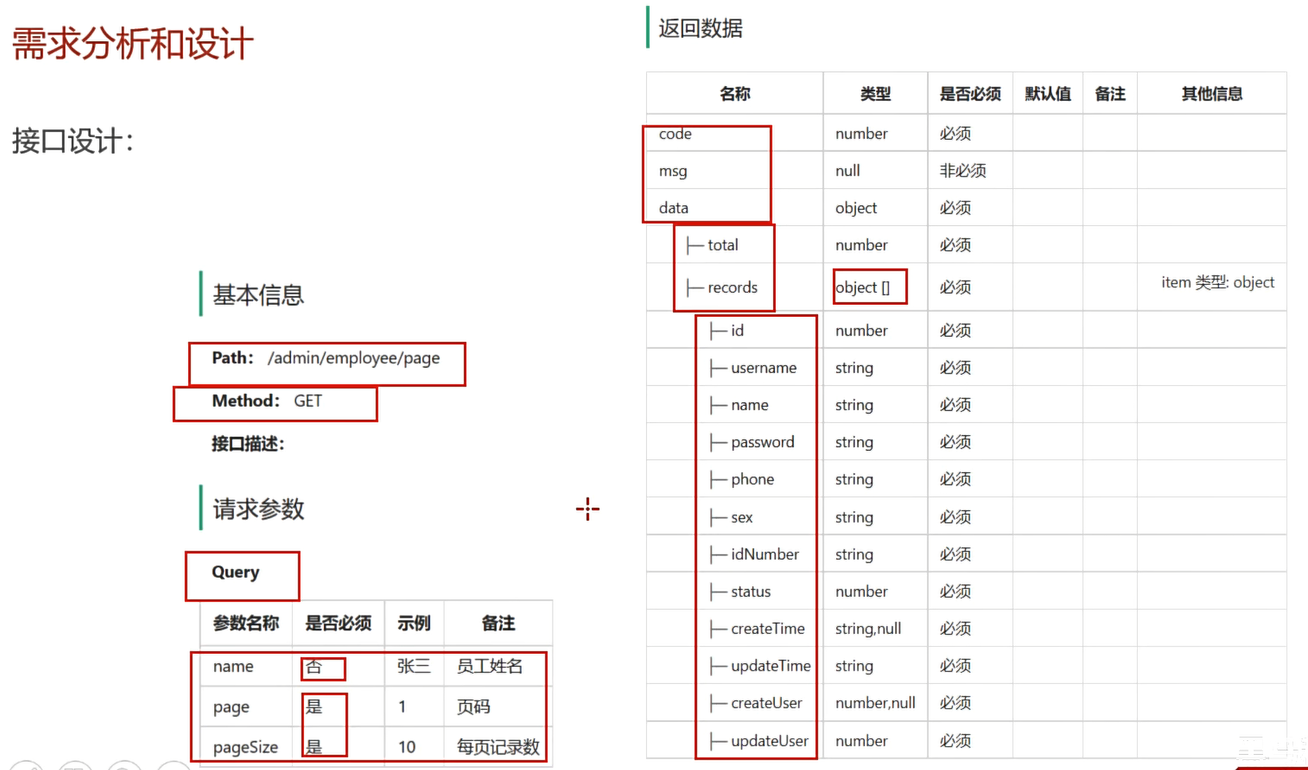 需求分析和设计
接口设计：
基本信息
Path： /admin/employee/page
Method： GET
接口描述：
请求参数
Query
参数名称 是否必须 示例 备注
name 否 张三 员工姓名
page 是 1 页码
pageSize 是 10 每页记录数
返回数据
名称 类型 是否必须 默认值 备注 其他信息
code number 必须
msg null 非必须
data object 必须
├─ total number 必须
├─ records object [] 必须 item 类型: object
├─ id number 必须
├─ username string 必须
├─ name string 必须
├─ password string 必须
├─ phone string 必须
├─ sex string 必须
├─ idNumber string 必须
├─ status number 必须
├─ createTime string,null 必须
├─ updateTime string 必须
├─ createUser number,null 必须
├─ updateUser number 必须